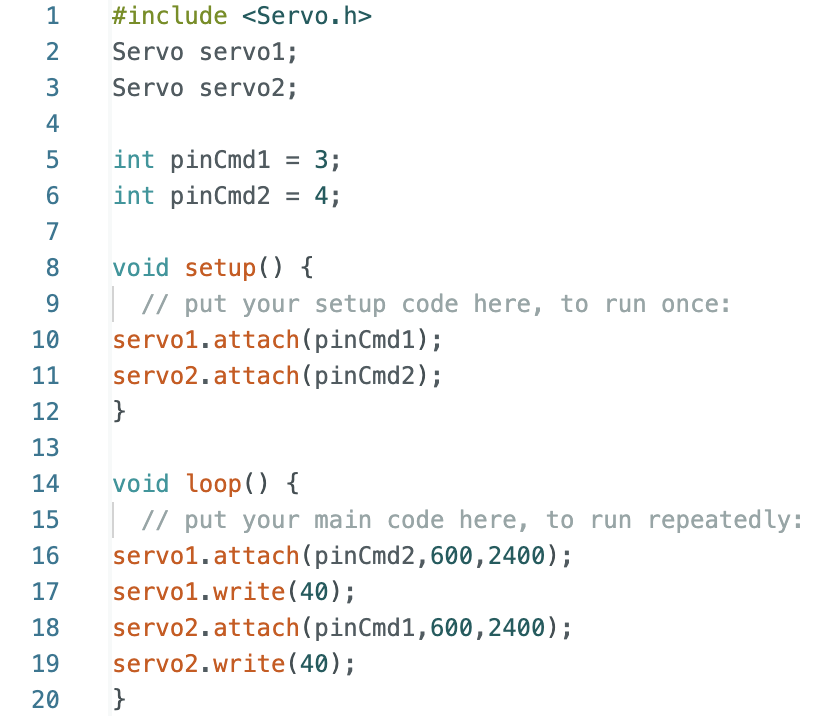 1 #include <Servo.h>
2 Servo servo1;
3 Servo servo2;
4
5 int pinCmd1 = 3;
6 int pinCmd2 = 4;
7
8 void setup() {
9 // put your setup code here, to run once:
10 servo1.attach(pinCmd1);
11 servo2.attach(pinCmd2);
12 }
13
14 void loop() {
15 // put your main code here, to run repeatedly:
16 servo1.attach(pinCmd2,600,2400);
17 servo1.write(40);
18 servo2.attach(pinCmd1,600,2400);
19 servo2.write(40);
20 }